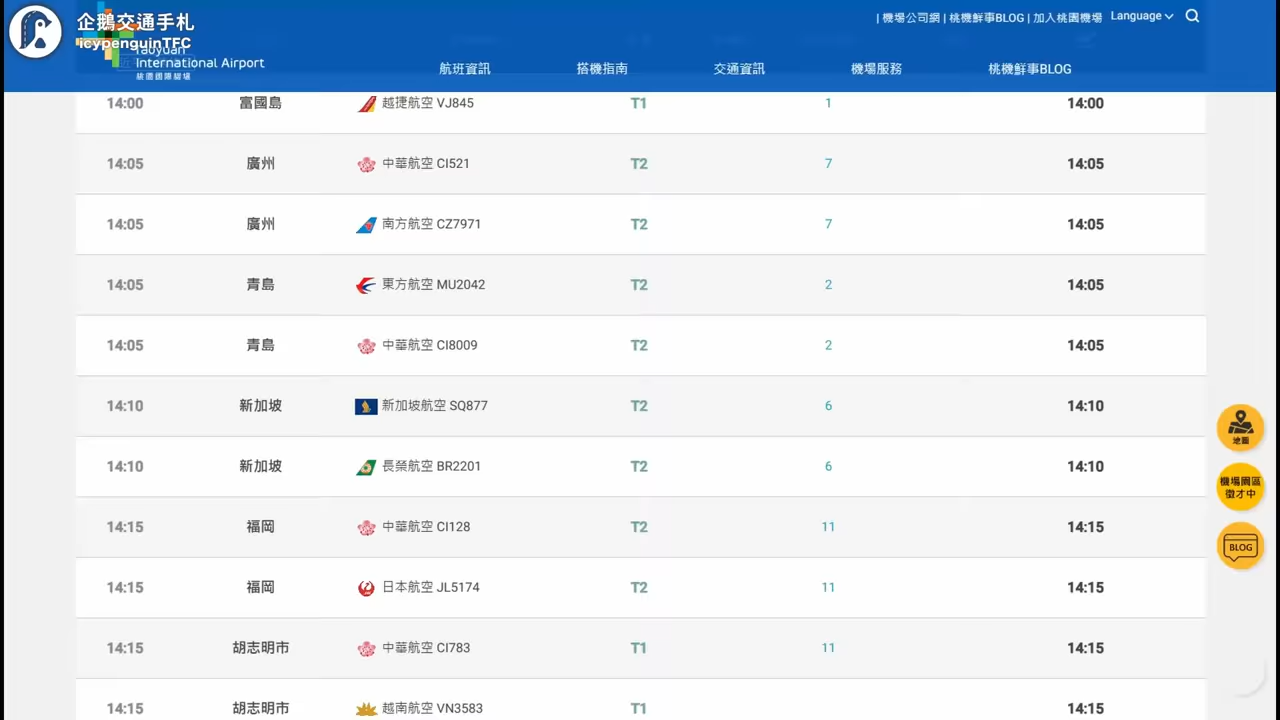 企鵝交通手札
icypenguinTFC
Taoyuan
International Airport
桃園國際機場
| 機場公司網 | 桃機鮮事BLOG | 加入桃園機場 Language
航班資訊 搭機指南 交通資訊 機場服務 桃機鮮事BLOG
14:00 富國島 越捷航空 VJ845 T1 1 14:00
14:05 廣州 中華航空 CI521 T2 7 14:05
14:05 廣州 南方航空 CZ7971 T2 7 14:05
14:05 青島 東方航空 MU2042 T2 2 14:05
14:05 青島 中華航空 CI8009 T2 2 14:05
14:10 新加坡 新加坡航空 SQ877 T2 6 14:10
14:10 新加坡 長榮航空 BR2201 T2 6 14:10
14:15 福岡 中華航空 CI128 T2 11 14:15
14:15 福岡 日本航空 JL5174 T2 11 14:15
14:15 胡志明市 中華航空 CI783 T1 11 14:15
14:15 胡志明市 越南航空 VN3583 T1 14:15
地圖
機場園區
徵才中
BLOG